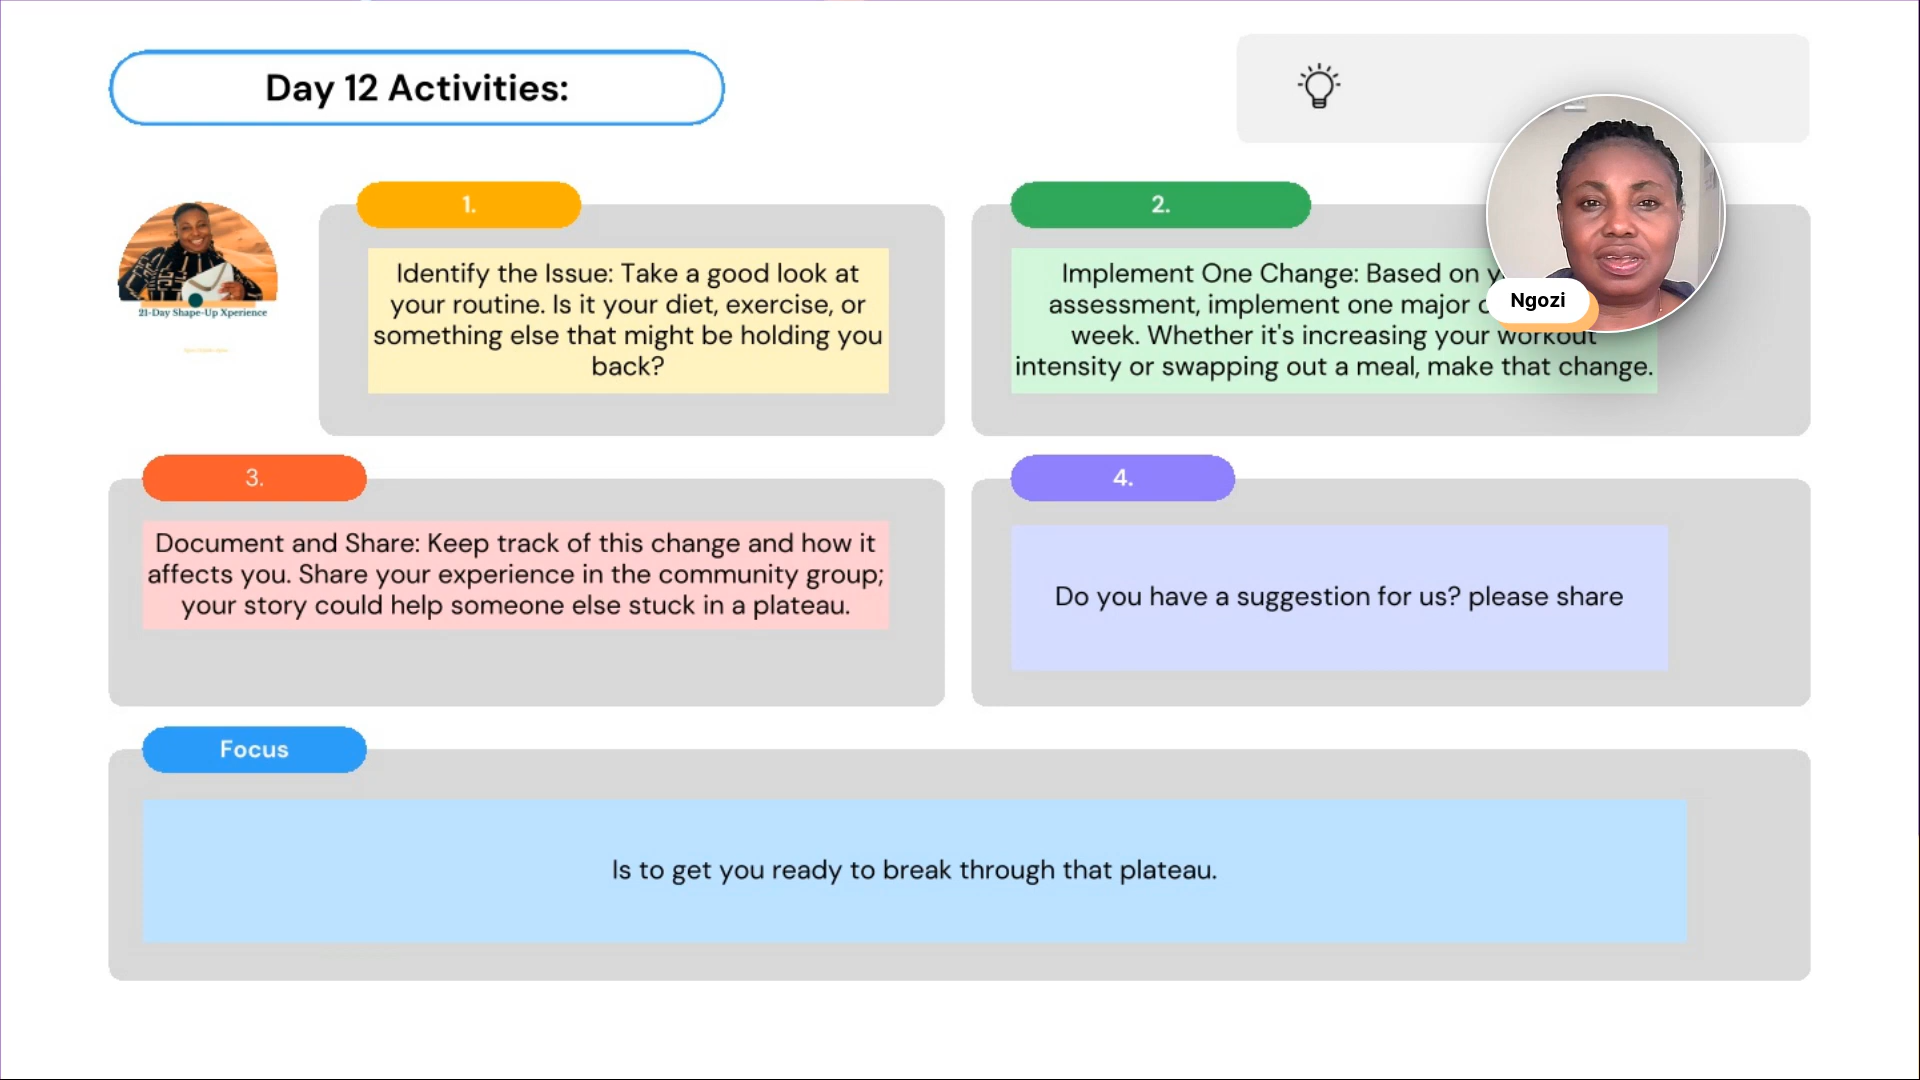 Day 12 Activities:
1.
Identify the Issue: Take a good look at
your routine. Is it your diet, exercise, or
something else that might be holding you
back?
2.
Implement One Change: Based on
assessment, implement one major
week. Whether it's increasing your workout
intensity or swapping out a meal, make that change.
Ngozi
21-Day Shape-Up Xperience
3.
Document and Share: Keep track of this change and how it
affects you. Share your experience in the community group;
your story could help someone else stuck in a plateau.
4.
Do you have a suggestion for us? please share
Focus
Is to get you ready to break through that plateau.